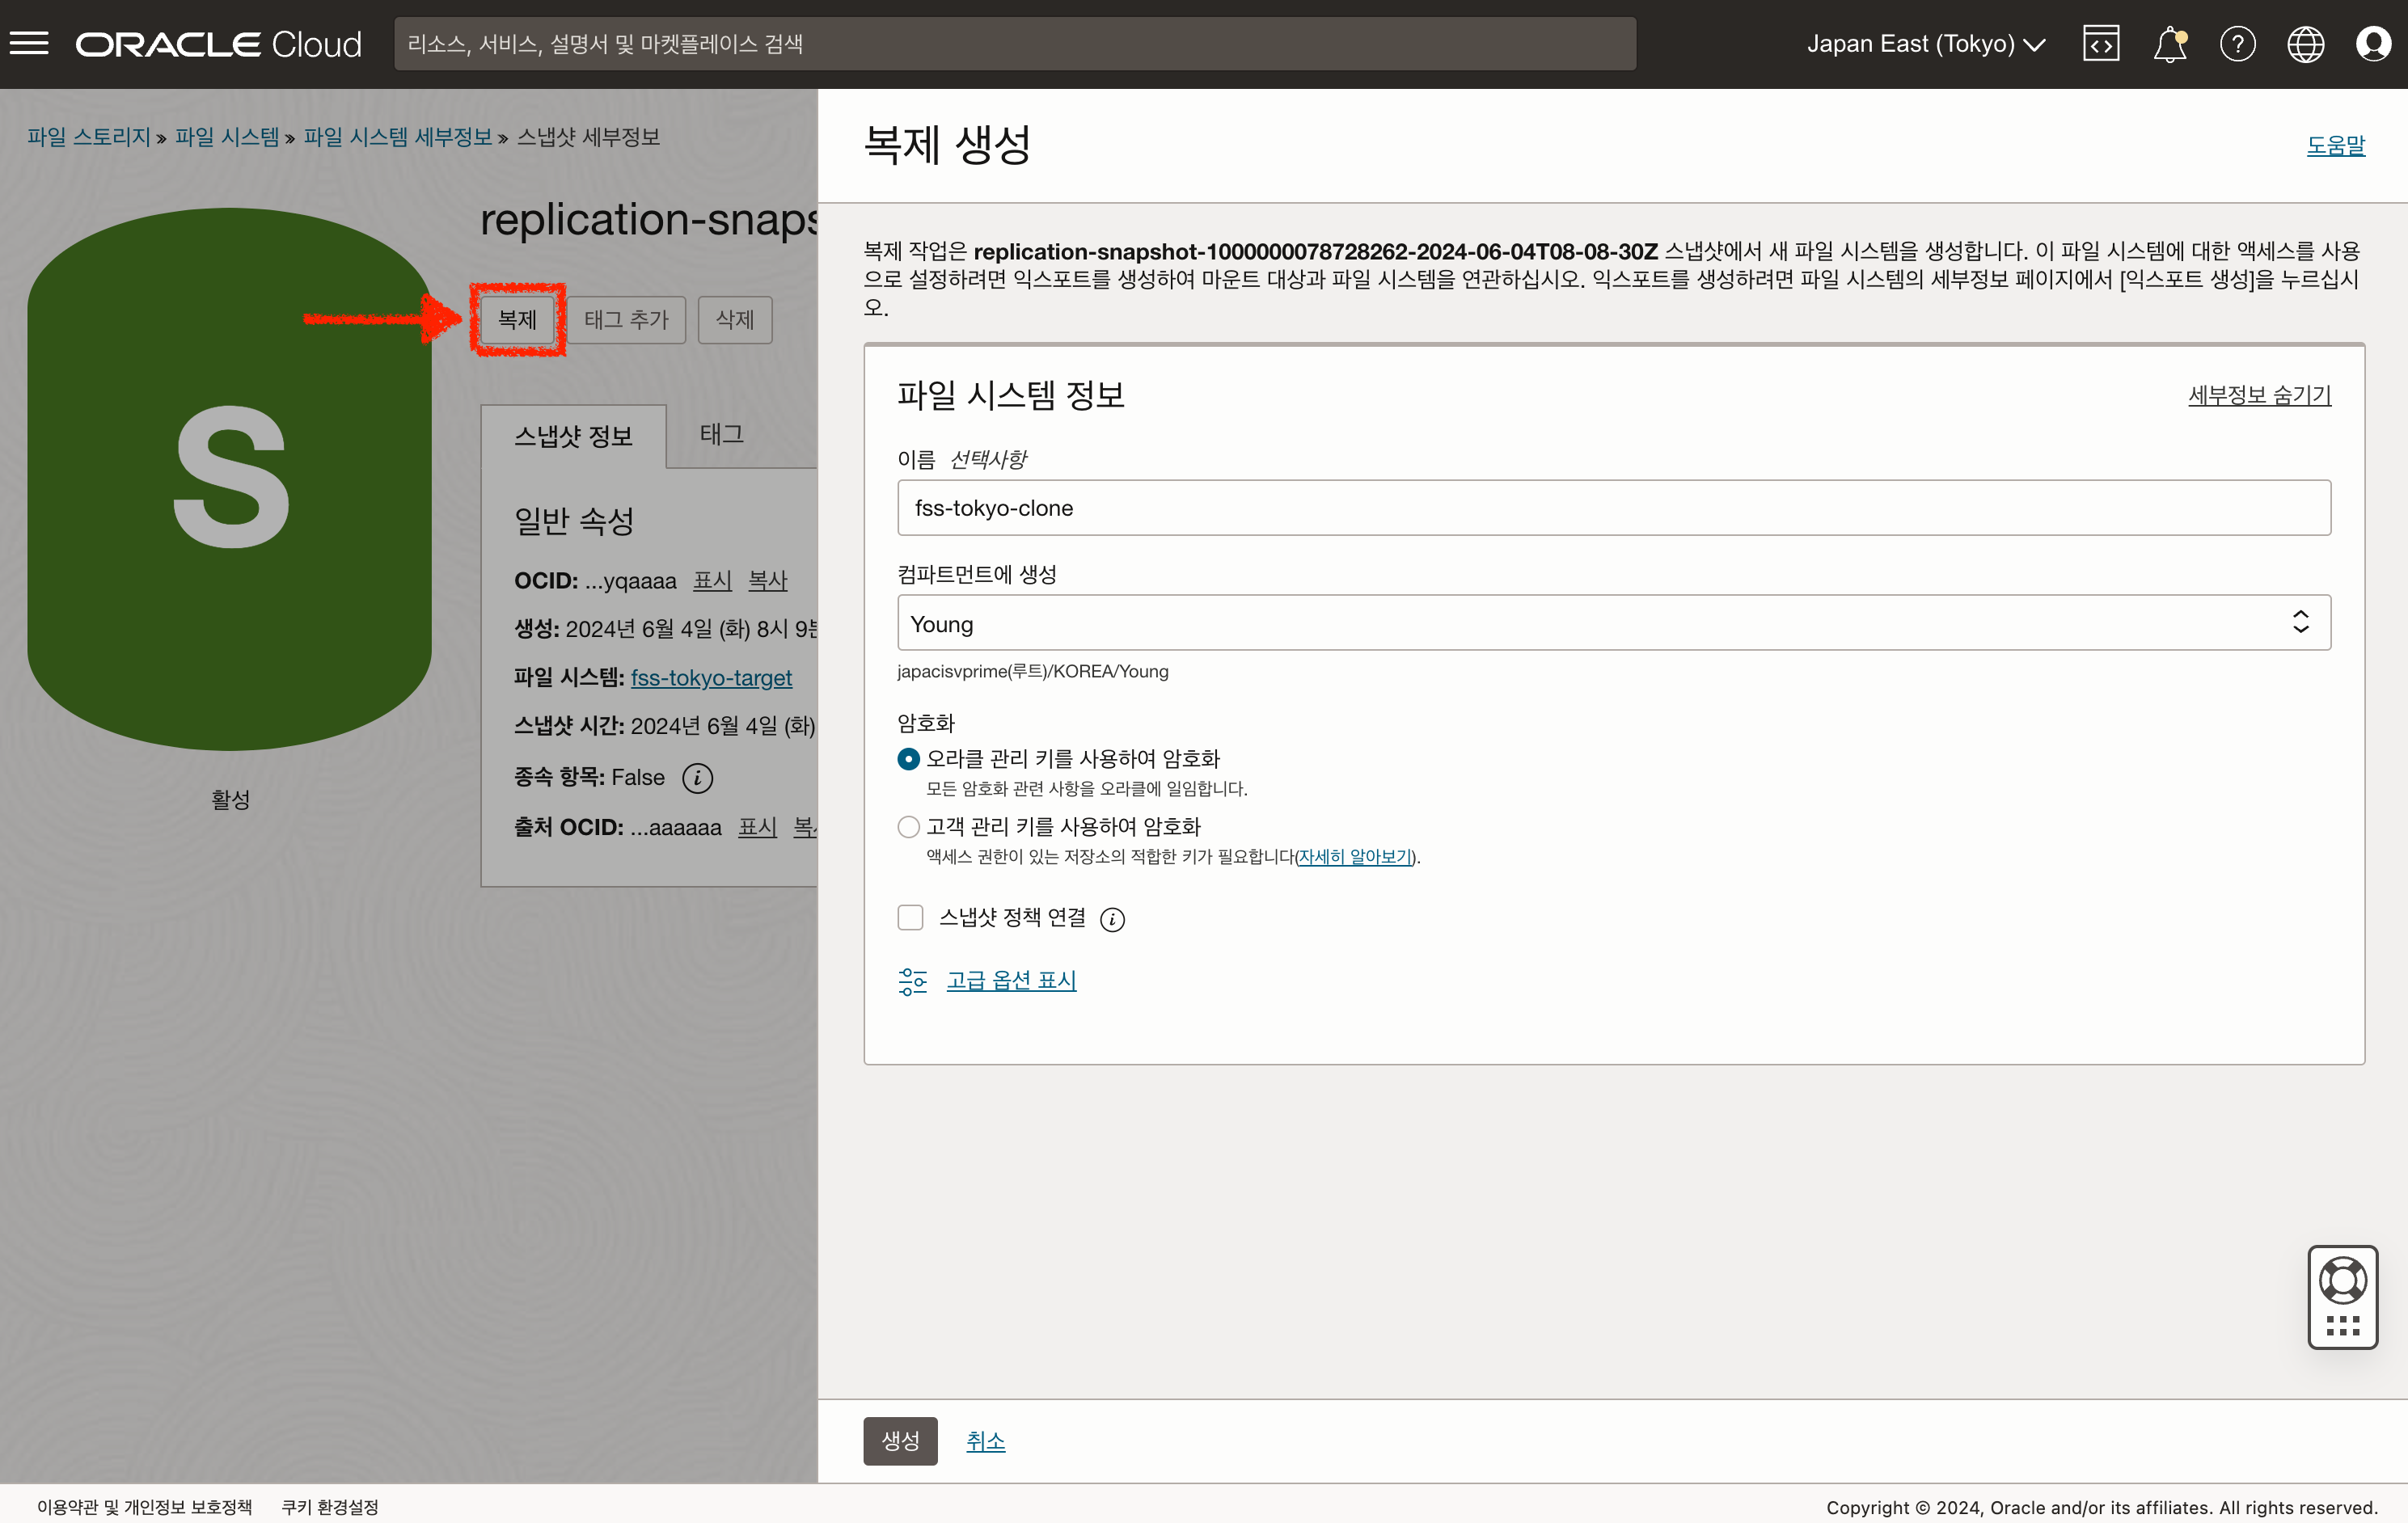 ORACLE Cloud
리소스, 서비스, 설명서 및 마켓플레이스 검색
Japan East (Tokyo)
파일 스토리지 » 파일 시스템 » 파일 시스템 세부정보 » 스냅샷 세부정보
S
활성
복제
태그 추가
삭제
스냅샷 정보
태그
일반 속성
OCID: ...yqaaaa 표시 복사
생성: 2024년 6월 4일 (화) 8시
파일 시스템: fss-tokyo-target
스냅샷 시간: 2024년 6월 4일 (화)
종속 항목: False
출처 OCID: ...aaaaaa 표시
복제 생성
도움말
복제 작업은 replication-snapshot-1000000078728262-2024-06-04T08-08-30Z 스냅샷에서 새 파일 시스템을 생성합니다. 이 파일 시스템에 대한 액세스를 사용
으로 설정하려면 익스포트를 생성하여 마운트 대상과 파일 시스템을 연관하십시오. 익스포트를 생성하려면 파일 시스템의 세부정보 페이지에서 [익스포트 생성]을 누르십시
오.
파일 시스템 정보
세부정보 숨기기
이름 선택사항
fss-tokyo-clone
컴파트먼트에 생성
Young
japacisvprime(루트)/KOREA/Young
암호화
오라클 관리 키를 사용하여 암호화
모든 암호화 관련 사항을 오라클에 일임합니다.
고객 관리 키를 사용하여 암호화
액세스 권한이 있는 저장소의 적합한 키가 필요합니다(자세히 알아보기).
스냅샷 정책 연결
고급 옵션 표시
생성
취소
이용약관 및 개인정보 보호정책
쿠키 환경설정
Copyright © 2024, Oracle and/or its affiliates. All rights reserved.